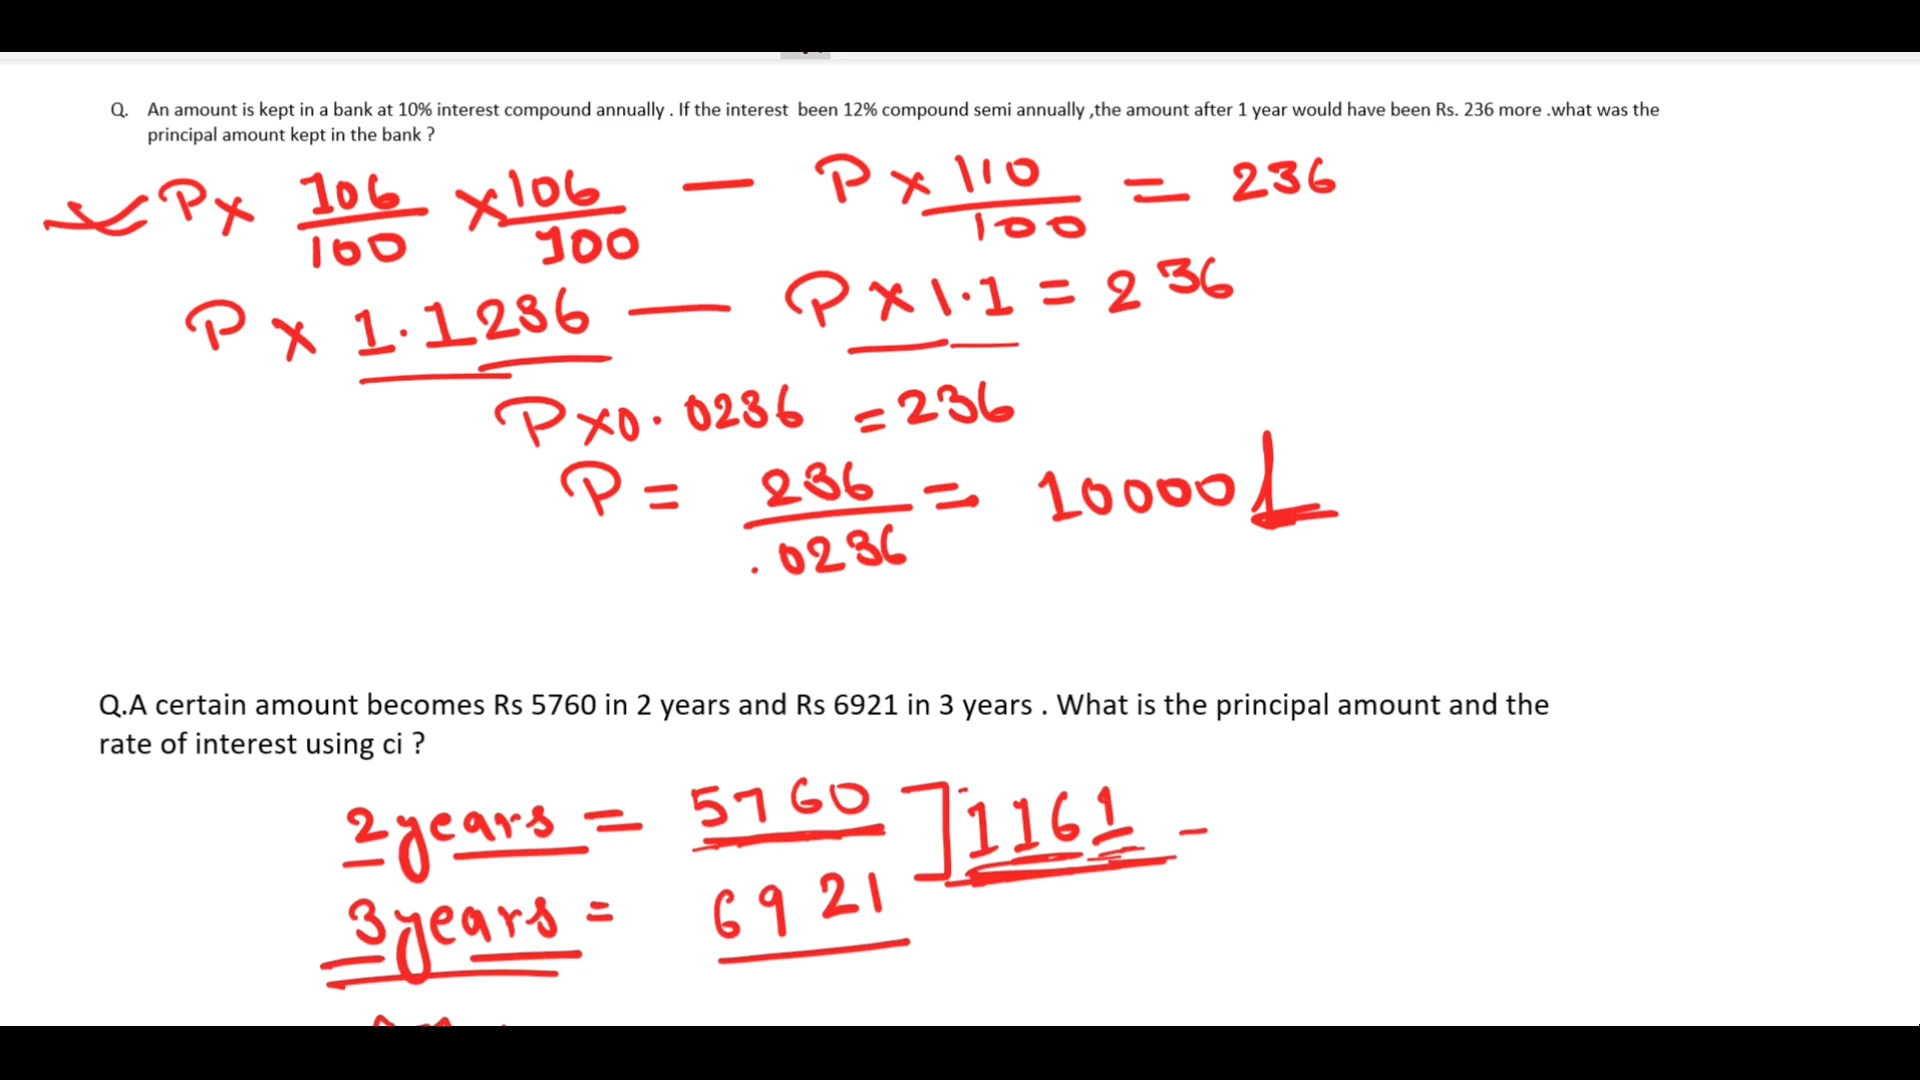 Q. An amount is kept in a bank at 10% interest compound annually . If the interest been 12% compound semi annually ,the amount after 1 year would have been Rs. 236 more .what was the
principal amount kept in the bank ?
P x 106/100 x 106/100 — P x 110/100 = 236
P x 1.1236 — P x 1.1 = 236
P x 0.0236 = 236
P = 236/.0236 = 10000
Q.A certain amount becomes Rs 5760 in 2 years and Rs 6921 in 3 years . What is the principal amount and the
rate of interest using ci ?
2 years = 5760 ] 1161 -
3 years = 6921